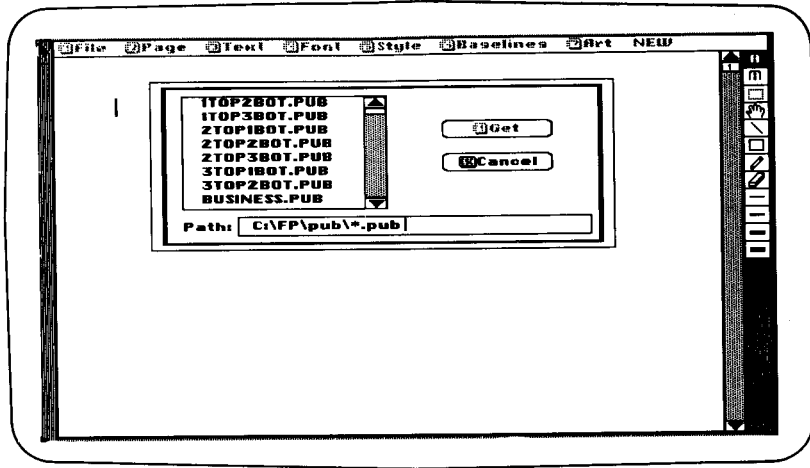 File Page Text Font Style Baselines Art NEW
1TOP2BOT.PUB
1TOP3BOT.PUB
2TOP1BOT.PUB
2TOP2BOT.PUB
2TOP3BOT.PUB
3TOP1BOT.PUB
3TOP2BOT.PUB
BUSINESS.PUB
Get
Cancel
Path: C:\FP\pub\*.pub
1